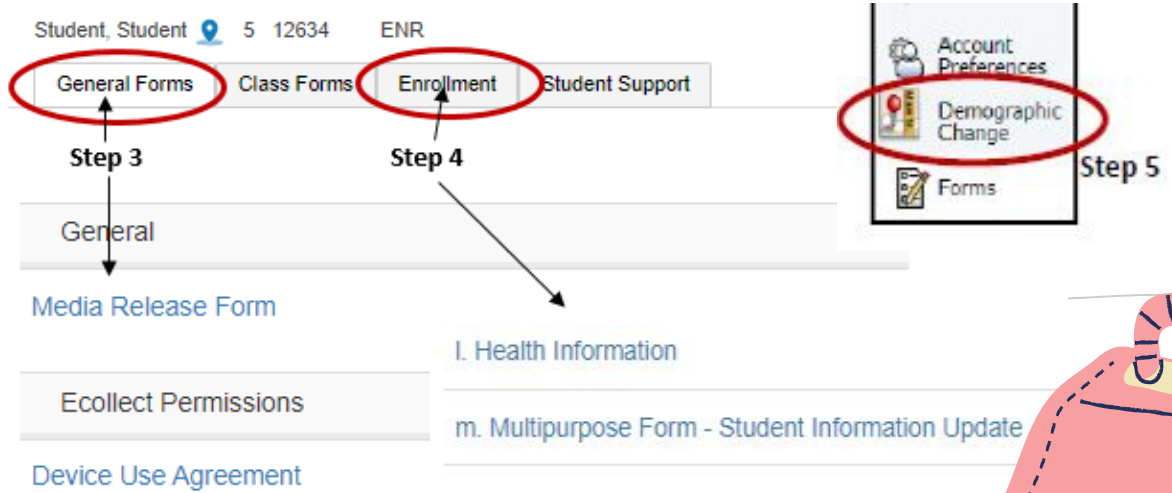 Student, Student 5 12634 ENR
General Forms Class Forms Enrollment Student Support
Step 3
Step 4
Account
Preferences
Demographic
Change
Step 5
Forms
General
Media Release Form
l. Health Information
Ecollect Permissions
m. Multipurpose Form - Student Information Update
Device Use Agreement